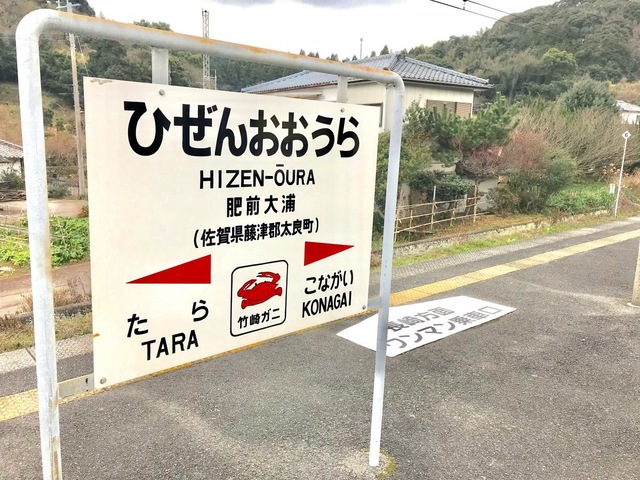 ひぜんおおうら
HIZEN-ŌURA
肥前大浦
(佐賀県藤津郡太良町)
たら
TARA
竹崎ガニ
こながい
KONAGAI
長崎方面
ワンマン乗車口